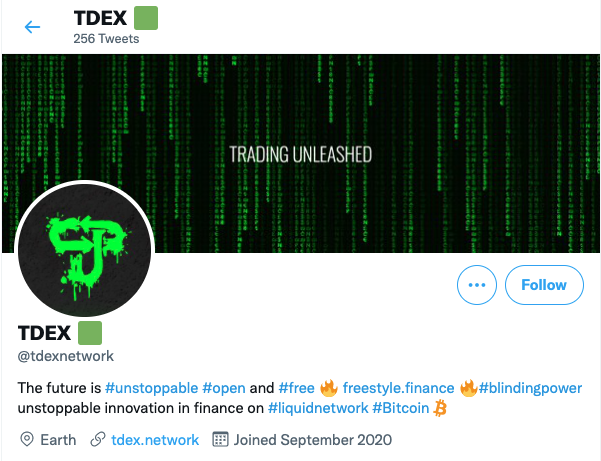 TDEX 🟩
256 Tweets
TRADING UNLEASHED
Follow
TDEX 🟩
@tdexnetwork
The future is #unstoppable #open and #free 🔥 freestyle.finance 🔥#blindingpower
unstoppable innovation in finance on #liquidnetwork #Bitcoin ₿
Earth tdex.network Joined September 2020